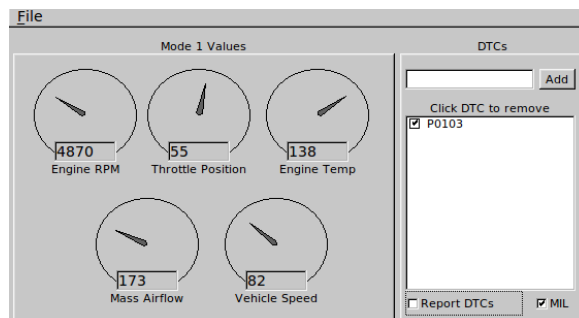 File
Mode 1 Values
DTCs
Add
Click DTC to remove
P0103
4870
55
138
Engine RPM
Throttle Position
Engine Temp
173
82
Mass Airflow
Vehicle Speed
Report DTCs
MIL